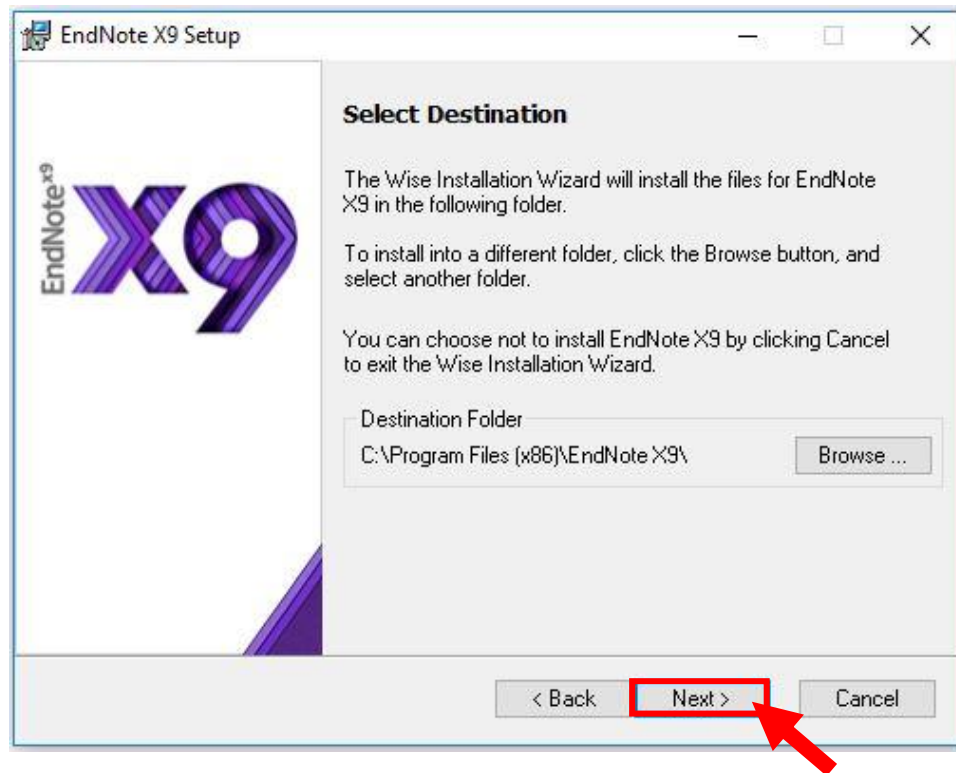 EndNote X9 Setup
EndNote x9
X9
Select Destination
The Wise Installation Wizard will install the files for EndNote
X9 in the following folder.
To install into a different folder, click the Browse button, and
select another folder.
You can choose not to install EndNote X9 by clicking Cancel
to exit the Wise Installation Wizard.
Destination Folder
C:\Program Files (x86)\EndNote X9\
Browse ...
< Back
Next >
Cancel